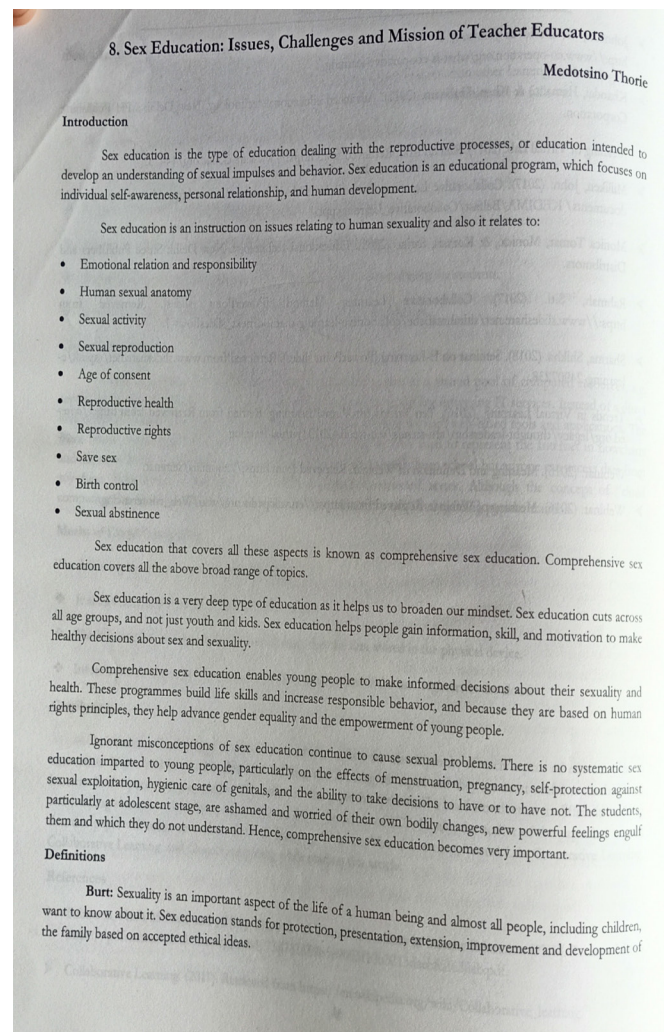 8. Sex Education: Issues, Challenges and Mission of Teacher Educators
Medotsino Thorie
Introduction
Sex education is the type of education dealing with the reproductive processes, or education intended to
develop an understanding of sexual impulses and behavior. Sex education is an educational program, which focuses on
individual self-awareness, personal relationship, and human development.
Sex education is an instruction on issues relating to human sexuality and also it relates to:
• Emotional relation and responsibility
• Human sexual anatomy
• Sexual activity
• Sexual reproduction
• Age of consent
• Reproductive health
• Reproductive rights
• Save sex
• Birth control
• Sexual abstinence
Sex education that covers all these aspects is known as comprehensive sex education. Comprehensive sex
education covers all the above broad range of topics.
Sex education is a very deep type of education as it helps us to broaden our mindset. Sex education cuts across
all age groups, and not just youth and kids. Sex education helps people gain information, skill, and motivation to make
healthy decisions about sex and sexuality.
Comprehensive sex education enables young people to make informed decisions about their sexuality and
health. These programmes build life skills and increase responsible behavior, and because they are based on human
rights principles, they help advance gender equality and the empowerment of young people.
Ignorant misconceptions of sex education continue to cause sexual problems. There is no systematic sex
education imparted to young people, particularly on the effects of menstruation, pregnancy, self-protection against
sexual exploitation, hygienic care of genitals, and the ability to take decisions to have or to have not. The students,
particularly at adolescent stage, are ashamed and worried of their own bodily changes, new powerful feelings engulf
them and which they do not understand. Hence, comprehensive sex education becomes very important.
Definitions
Burt: Sexuality is an important aspect of the life of a human being and almost all people, including children,
want to know about it. Sex education stands for protection, presentation, extension, improvement and development of
the family based on accepted ethical ideas.